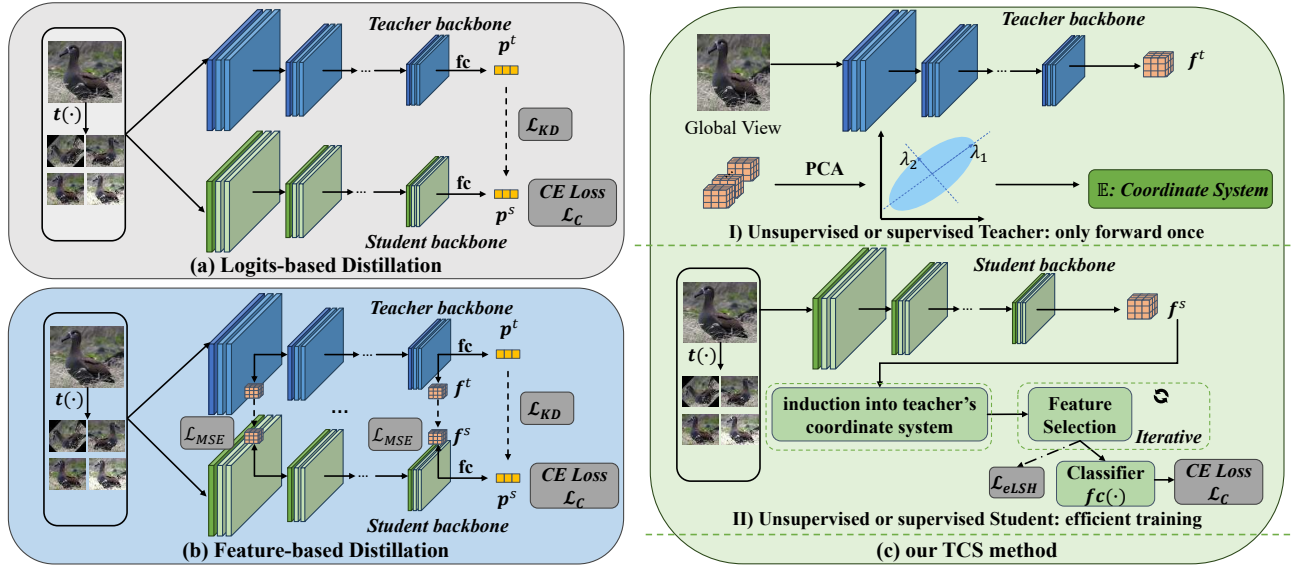 Teacher backbone
t(·)
fc
p^t
...
ℒ_KD
...
fc
p^s
CE Loss
ℒ_C
Student backbone
(a) Logits-based Distillation
Teacher backbone
t(·)
fc
p^t
...
f^t
...
ℒ_MSE
ℒ_MSE
f^s
ℒ_KD
...
fc
p^s
CE Loss
ℒ_C
Student backbone
(b) Feature-based Distillation
Teacher backbone
...
f^t
Global View
PCA
λ_2
λ_1
𝔼: Coordinate System
I) Unsupervised or supervised Teacher: only forward once
Student backbone
...
f^s
t(·)
induction into teacher's
coordinate system
Feature
Selection
Iterative
ℒ_eLSH
Classifier
fc(·)
CE Loss
ℒ_C
II) Unsupervised or supervised Student: efficient training
(c) our TCS method